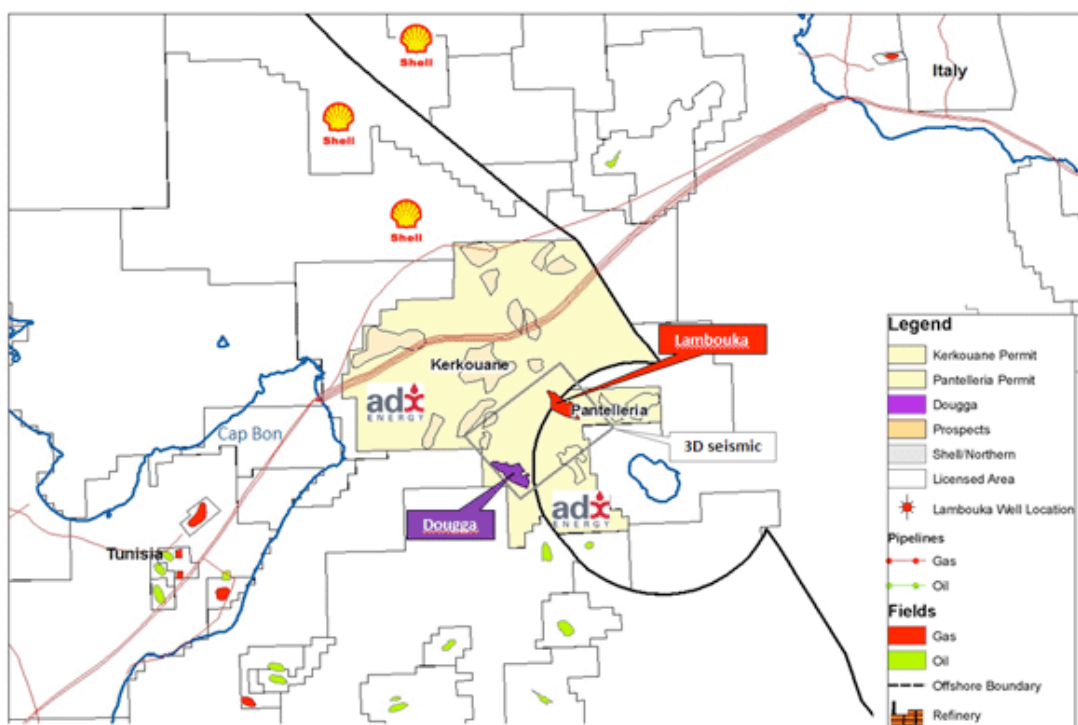 Shell
Italy
Shell
Shell
Lambouka
Kerkouane
adx
ENERGY
Pantelleria
Cap Bon
3D seismic
adx
ENERGY
Dougga
Tunisia
Legend
Kerkouane Permit
Pantelleria Permit
Dougga
Prospects
Shell/Northern
Licensed Area
Lambouka Well Location
Pipelines
Gas
Oil
Fields
Gas
Oil
Offshore Boundary
Refinery